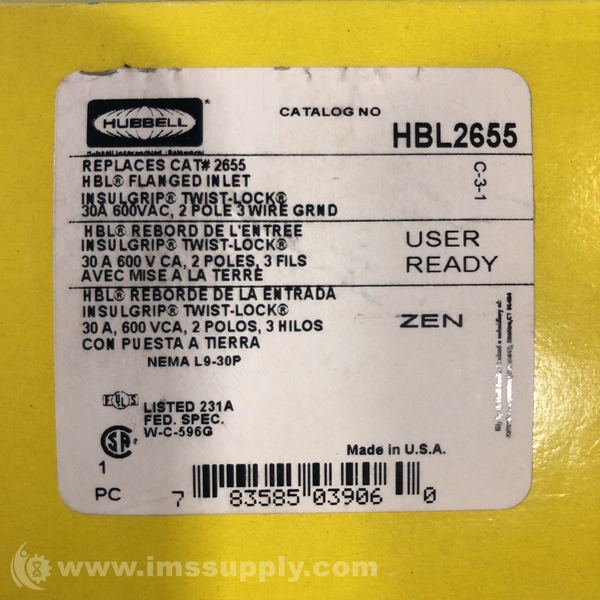 HUBBELL
Hubbell Incorporated (Delaware)
CATALOG NO
HBL2655
REPLACES CAT# 2655
HBL® FLANGED INLET
INSULGRIP® TWIST-LOCK®
30A 600VAC, 2 POLE 3 WIRE GRND
C-3-1
HBL® REBORD DE L'ENTREE
INSULGRIP® TWIST-LOCK®
30 A 600 V CA, 2 POLES, 3 FILS
AVEC MISE A LA TERRE
USER
READY
HBL® REBORDE DE LA ENTRADA
INSULGRIP® TWIST-LOCK®
30 A, 600 VCA, 2 POLOS, 3 HILOS
CON PUESTA A TIERRA
ZEN
NEMA L9-30P
LISTED 231A
FED. SPEC.
W-C-596G
Made in U.S.A.
1
PC
7 83585 03906 0
www.imssupply.com